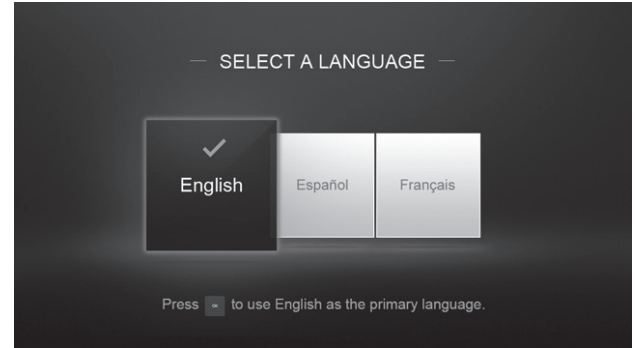 SELECT A LANGUAGE
English Español Français
Press to use English as the primary language.